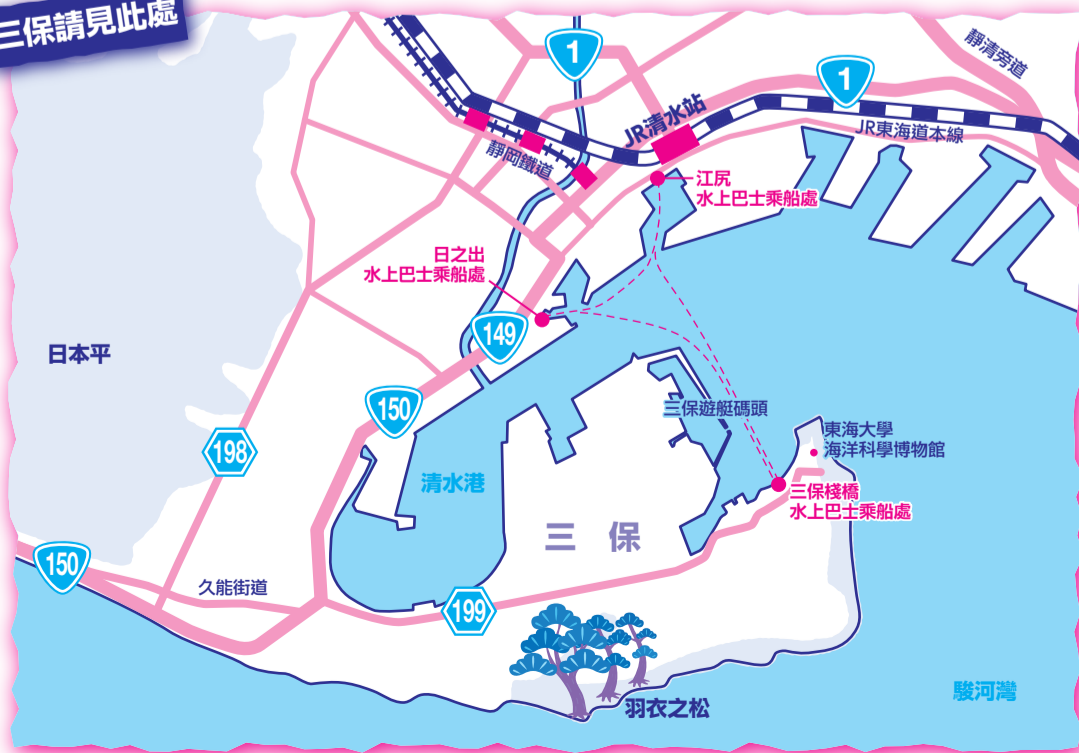 三保請見此處
1
1
靜清旁道
JR清水站
JR東海道本線
靜岡鐵道
江尻
水上巴士乘船處
日之出
水上巴士乘船處
149
日本平
150
198
三保遊艇碼頭
東海大學
海洋科學博物館
清水港
三保棧橋
水上巴士乘船處
三 保
150
久能街道
199
羽衣之松
駿河灣